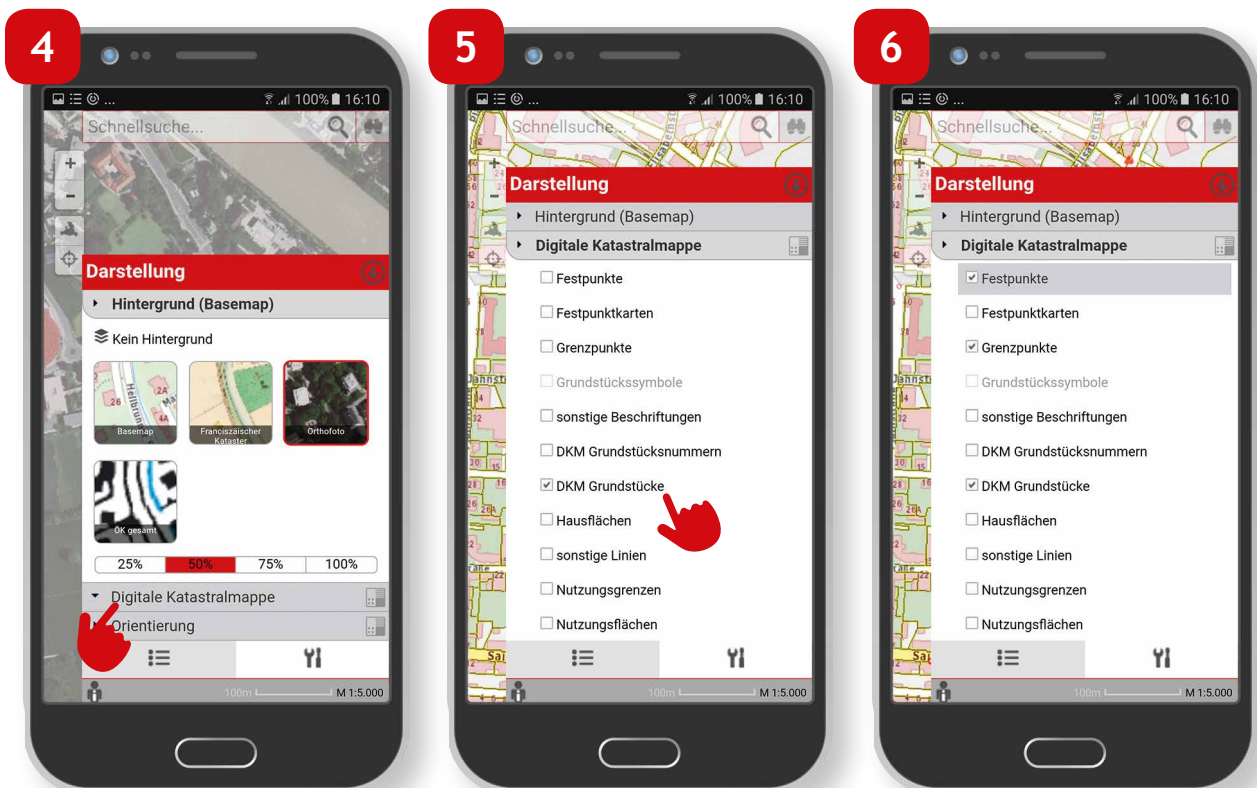 4
...
100%
16:10
Schnellsuche...
+
-
Darstellung
Hintergrund (Basemap)
Kein Hintergrund
26
2A
4A
Hellbrun
Basemap
Franciszäischer
Kataster
Orthofoto
ÖK gesamt
25% 50% 75% 100%
Digitale Katastralmappe
Orientierung
100m
M 1:5.000
5
...
100%
16:10
Schnellsuche...
+
-
Darstellung
Hintergrund (Basemap)
Digitale Katastralmappe
Festpunkte
Festpunktkarten
Grenzpunkte
Grundstückssymbole
sonstige Beschriftungen
DKM Grundstücksnummern
DKM Grundstücke
Hausflächen
sonstige Linien
Nutzungsgrenzen
Nutzungsflächen
100m
M 1:5.000
6
...
100%
16:10
Schnellsuche...
+
-
Darstellung
Hintergrund (Basemap)
Digitale Katastralmappe
Festpunkte
Festpunktkarten
Grenzpunkte
Grundstückssymbole
sonstige Beschriftungen
DKM Grundstücksnummern
DKM Grundstücke
Hausflächen
sonstige Linien
Nutzungsgrenzen
Nutzungsflächen
100m
M 1:5.000